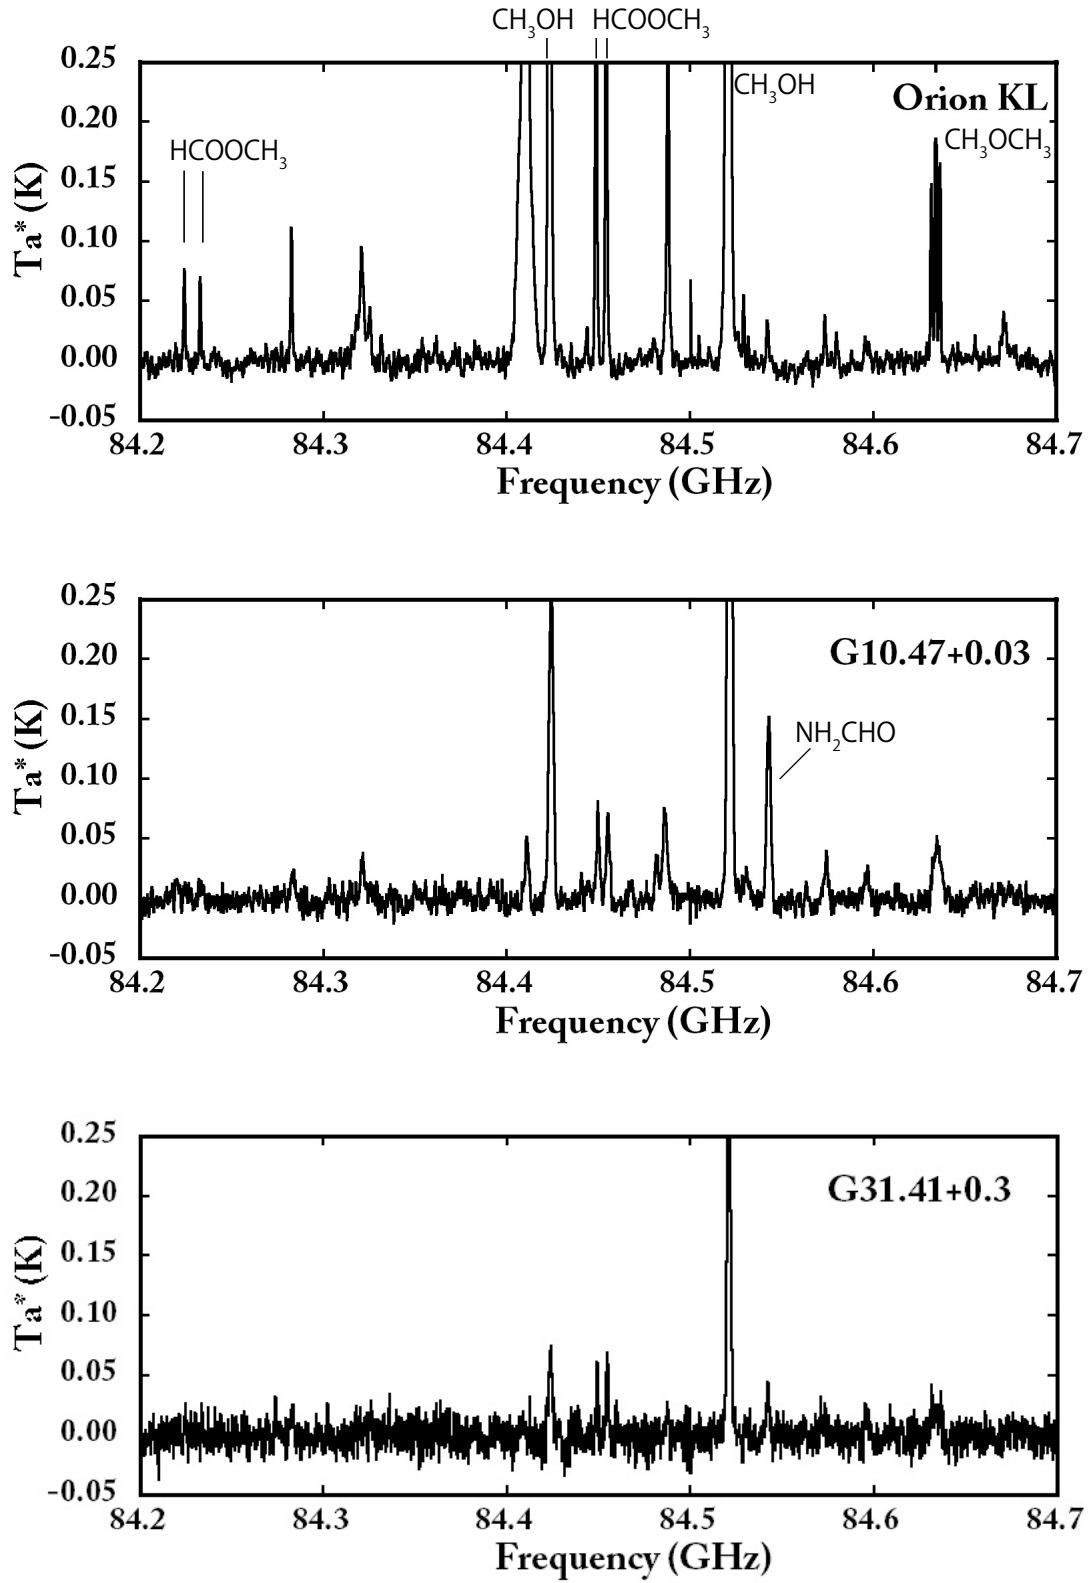 CH₃OH HCOOCH₃
0.25
0.20
0.15
0.10
0.05
0.00
-0.05
Ta* (K)
HCOOCH₃
CH₃OH
Orion KL
CH₃OCH₃
84.2 84.3 84.4 84.5 84.6 84.7
Frequency (GHz)
0.25
0.20
0.15
0.10
0.05
0.00
-0.05
Ta* (K)
G10.47+0.03
NH₂CHO
84.2 84.3 84.4 84.5 84.6 84.7
Frequency (GHz)
0.25
0.20
0.15
0.10
0.05
0.00
-0.05
Ta* (K)
G31.41+0.3
84.2 84.3 84.4 84.5 84.6 84.7
Frequency (GHz)